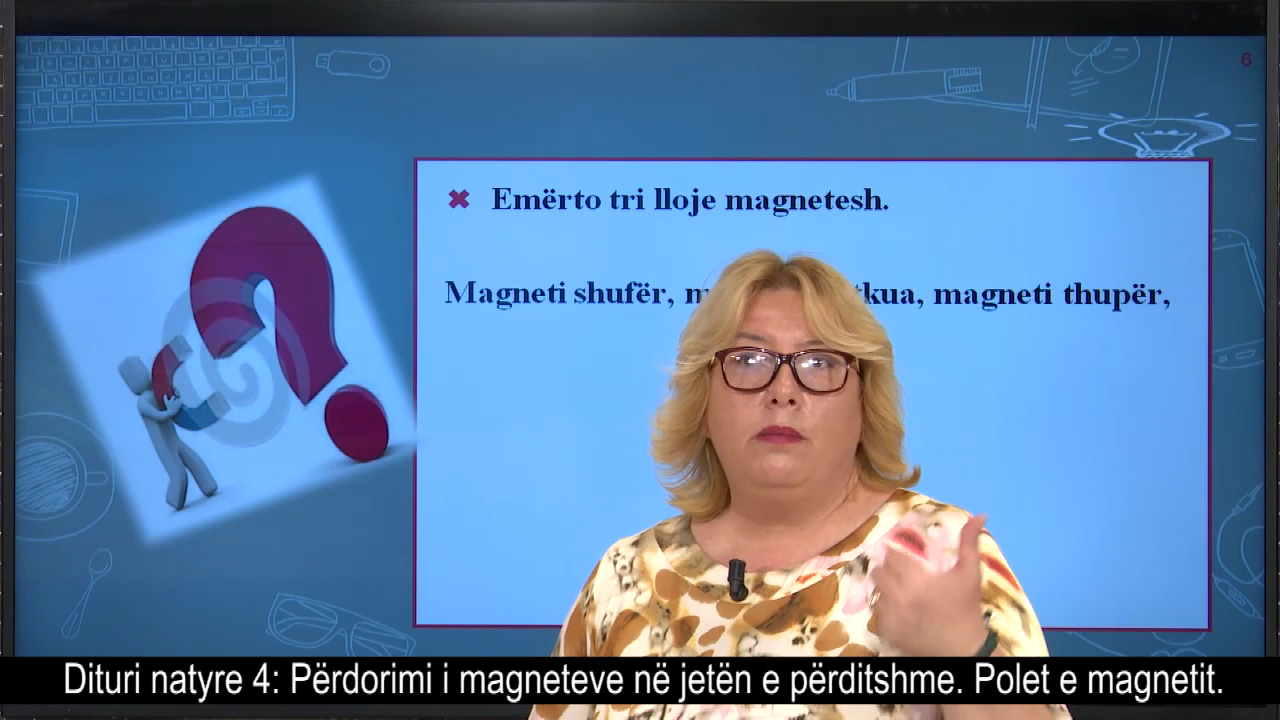 6
Emërto tri lloje magnetesh.
Magneti shufër, tkua, magneti thupër,
Dituri natyre 4: Përdorimi i magneteve në jetën e përditshme. Polet e magnetit.